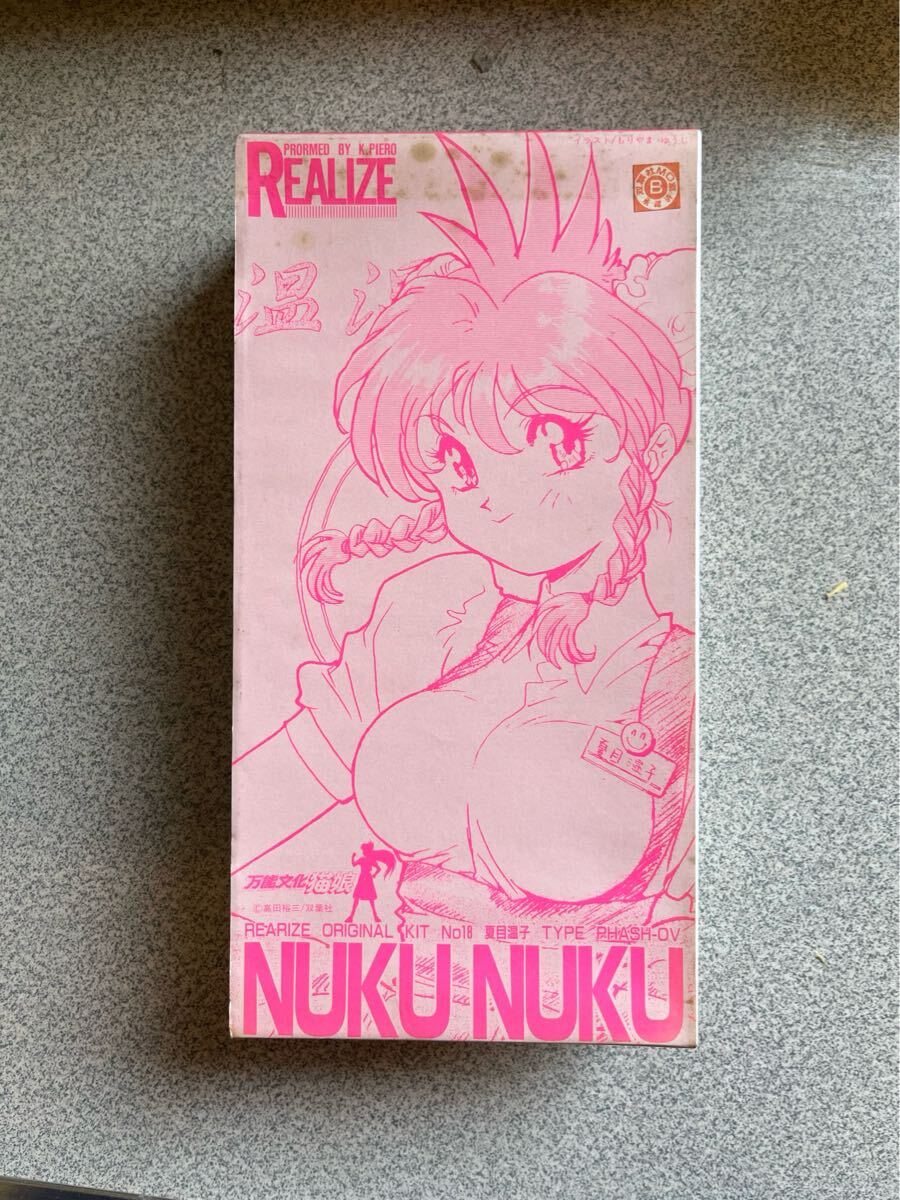 PRORMED BY K.PIERO
REALIZE
イラスト/もりやまゆうじ
B
温
夏目温子
万能文化猫娘
©高田裕三/双葉社
REARIZE ORIGINAL KIT No18 夏目温子 TYPE PHASH-OV
NUKU NUKU